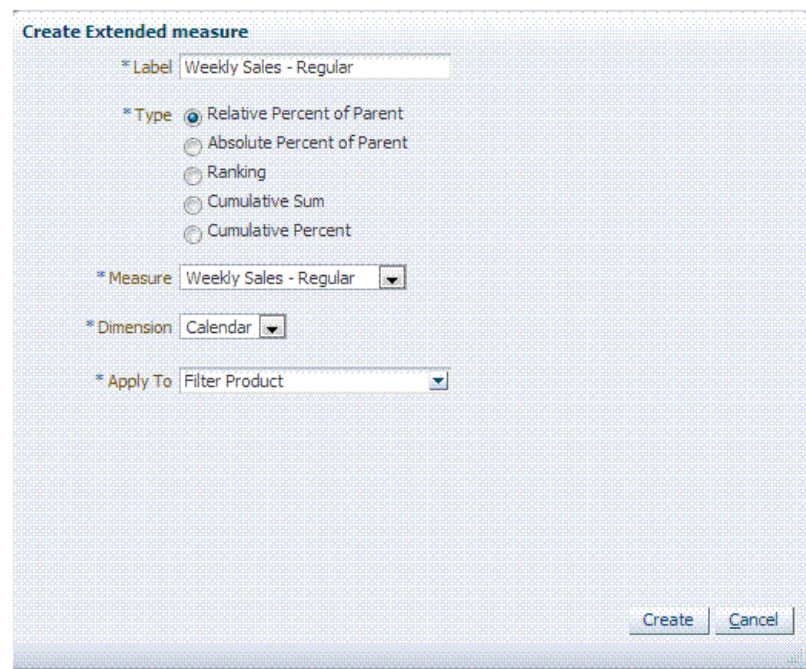 Create Extended measure
* Label Weekly Sales - Regular
* Type Relative Percent of Parent
Absolute Percent of Parent
Ranking
Cumulative Sum
Cumulative Percent
* Measure Weekly Sales - Regular
* Dimension Calendar
* Apply To Filter Product
Create Cancel